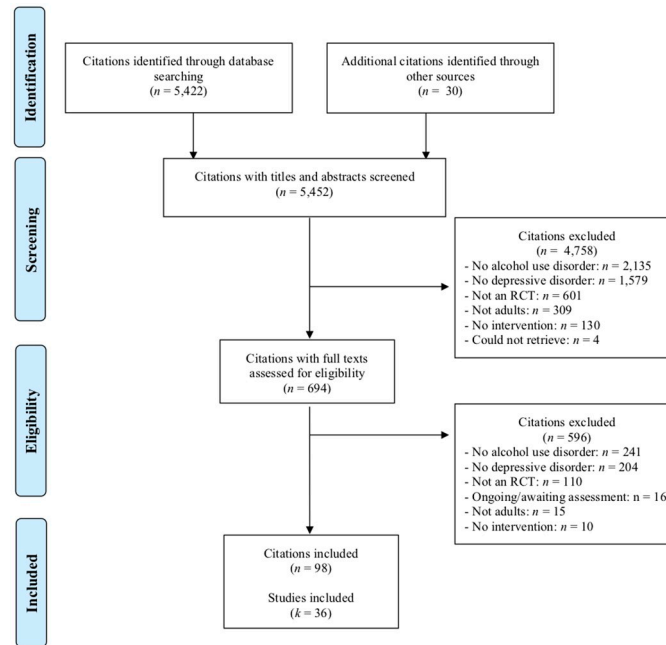 Identification
Citations identified through database
searching
(n = 5,422)
Additional citations identified through
other sources
(n = 30)
Screening
Citations with titles and abstracts screened
(n = 5,452)
Citations excluded
(n = 4,758)
- No alcohol use disorder: n = 2,135
- No depressive disorder: n = 1,579
- Not an RCT: n = 601
- Not adults: n = 309
- No intervention: n = 130
- Could not retrieve: n = 4
Eligibility
Citations with full texts
assessed for eligibility
(n = 694)
Citations excluded
(n = 596)
- No alcohol use disorder: n = 241
- No depressive disorder: n = 204
- Not an RCT: n = 110
- Ongoing/awaiting assessment: n = 16
- Not adults: n = 15
- No intervention: n = 10
Included
Citations included
(n = 98)
Studies included
(k = 36)